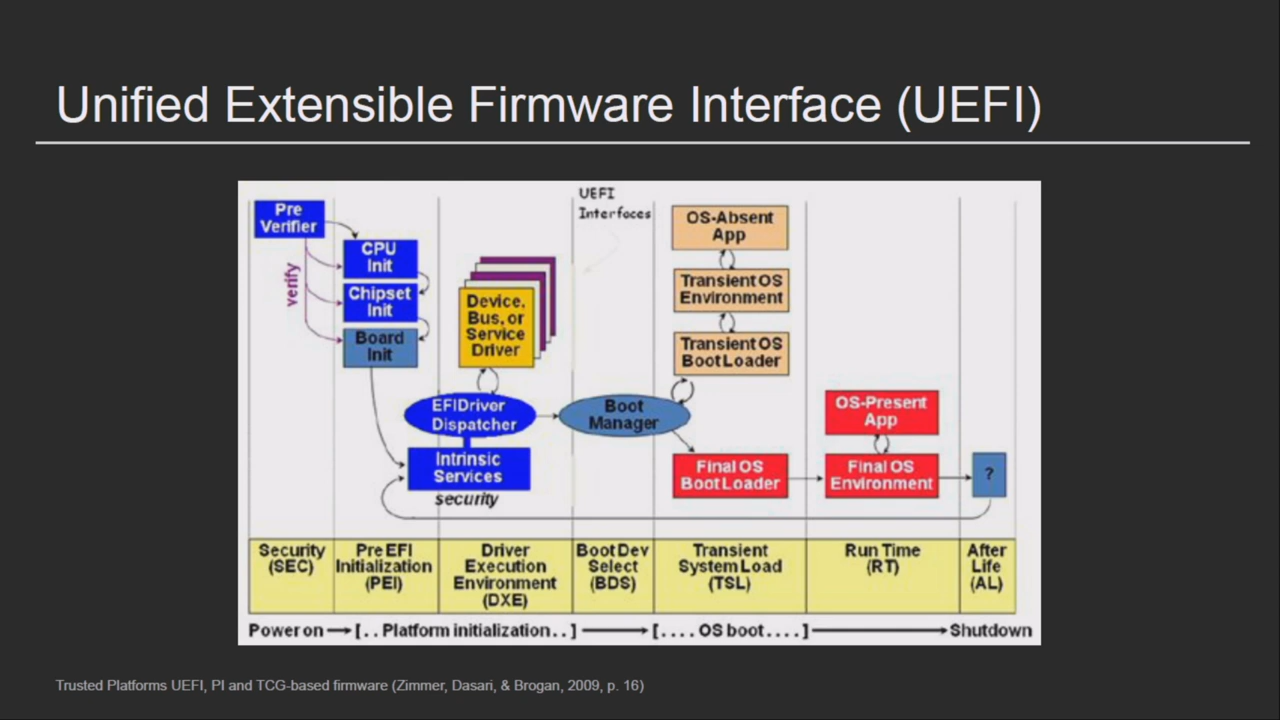 Unified Extensible Firmware Interface (UEFI)
UEFI
Interfaces
Pre
Verifier
verify
CPU
Init
Chipset
Init
Board
Init
Device,
Bus, or
Service
Driver
EFIDriver
Dispatcher
Intrinsic
Services
security
Boot
Manager
OS-Absent
App
Transient OS
Environment
Transient OS
Boot Loader
Final OS
Boot Loader
OS-Present
App
Final OS
Environment
?
Security
(SEC)
Pre EFI
Initialization
(PEI)
Driver
Execution
Environment
(DXE)
Boot Dev
Select
(BDS)
Transient
System Load
(TSL)
Run Time
(RT)
After
Life
(AL)
Power on [. . Platform initialization. . ] [. . . . OS boot. . . . ] Shutdown
Trusted Platforms UEFI, PI and TCG-based firmware (Zimmer, Dasari, & Brogan, 2009, p. 16)